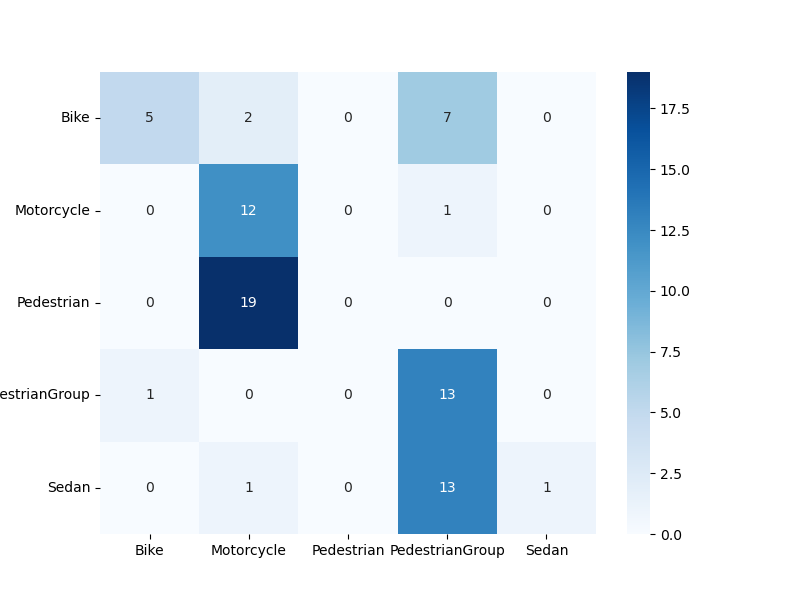 Bike 5 2 0 7 0
Motorcycle 0 12 0 1 0
Pedestrian 0 19 0 0 0
estrianGroup 1 0 0 13 0
Sedan 0 1 0 13 1
Bike Motorcycle Pedestrian PedestrianGroup Sedan
17.5
15.0
12.5
10.0
7.5
5.0
2.5
0.0